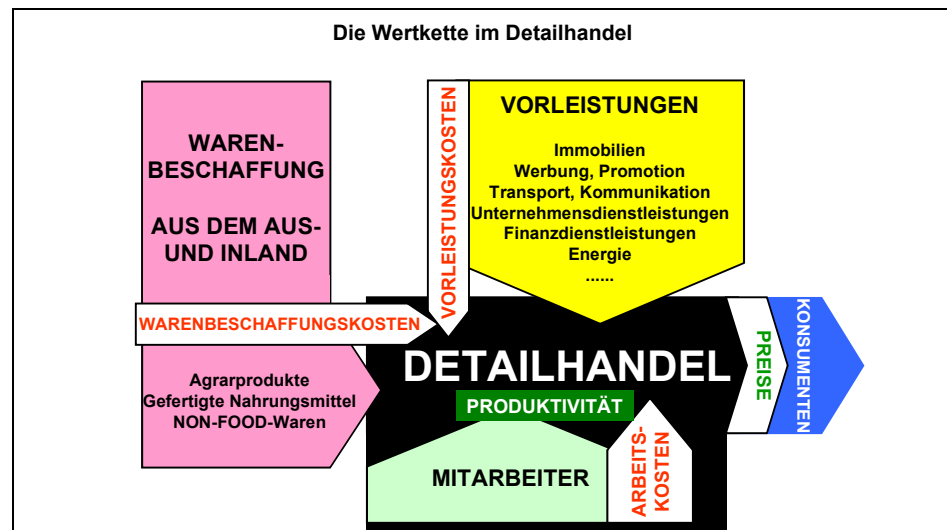 Die Wertkette im Detailhandel
WAREN-
BESCHAFFUNG
AUS DEM AUS-
UND INLAND
WARENBESCHAFFUNGSKOSTEN
Agrarprodukte
Gefertigte Nahrungsmittel
NON-FOOD-Waren
VORLEISTUNGSKOSTEN
VORLEISTUNGEN
Immobilien
Werbung, Promotion
Transport, Kommunikation
Unternehmensdienstleistungen
Finanzdienstleistungen
Energie
......
DETAILHANDEL
PRODUKTIVITÄT
MITARBEITER
ARBEITS-
KOSTEN
PREISE
KONSUMENTEN